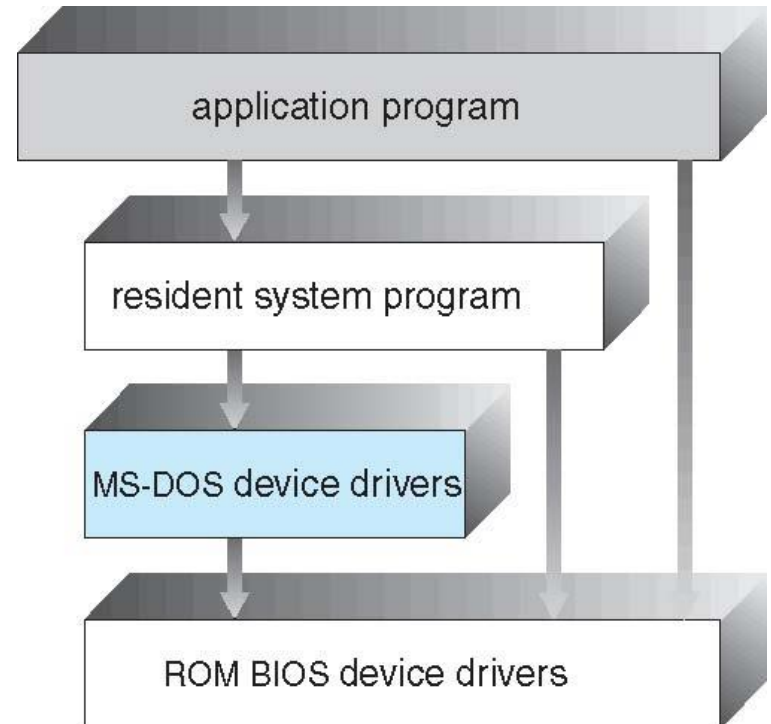 application program
resident system program
MS-DOS device drivers
ROM BIOS device drivers